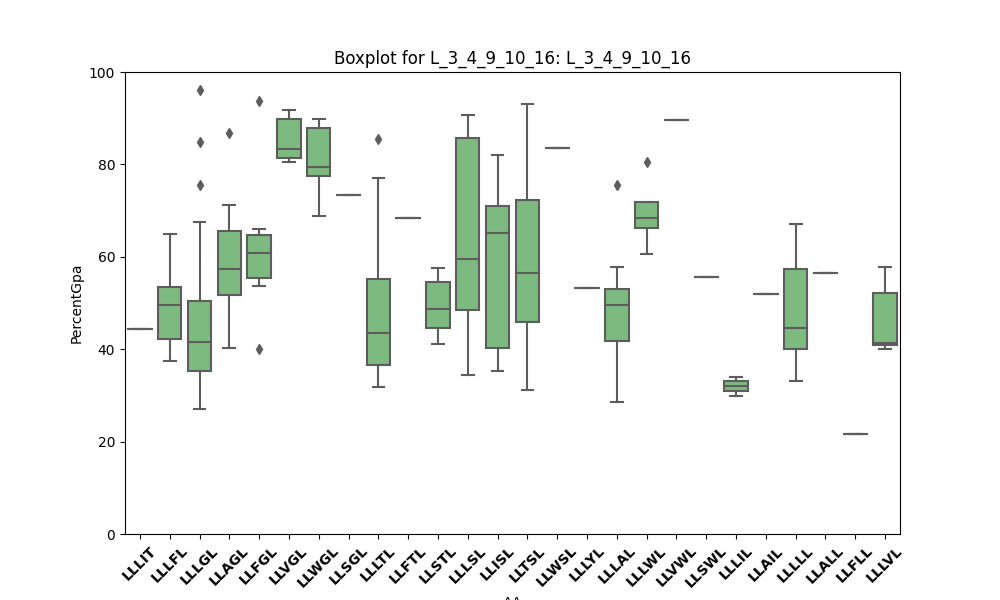 Boxplot for L_3_4_9_10_16: L_3_4_9_10_16
100
80
60
40
20
0
PercentGpa
LLLIT LLLFL LLLGL LLAGL LLFGL LLVGL LLWGL LLSGL LLLTL LLFTL LLSTL LLLSL LLISL LLTSL LLWSL LLLYL LLLAL LLLWL LLVWL LLSWL LLLIL LLAIL LLLLL LLALL LLFLL LLLVL